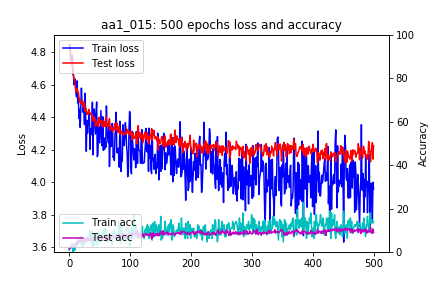 aa1_015: 500 epochs loss and accuracy
Train loss
Test loss
Train acc
Test acc
Loss
Accuracy
4.8
4.6
4.4
4.2
4.0
3.8
3.6
100
80
60
40
20
0
0 100 200 300 400 500